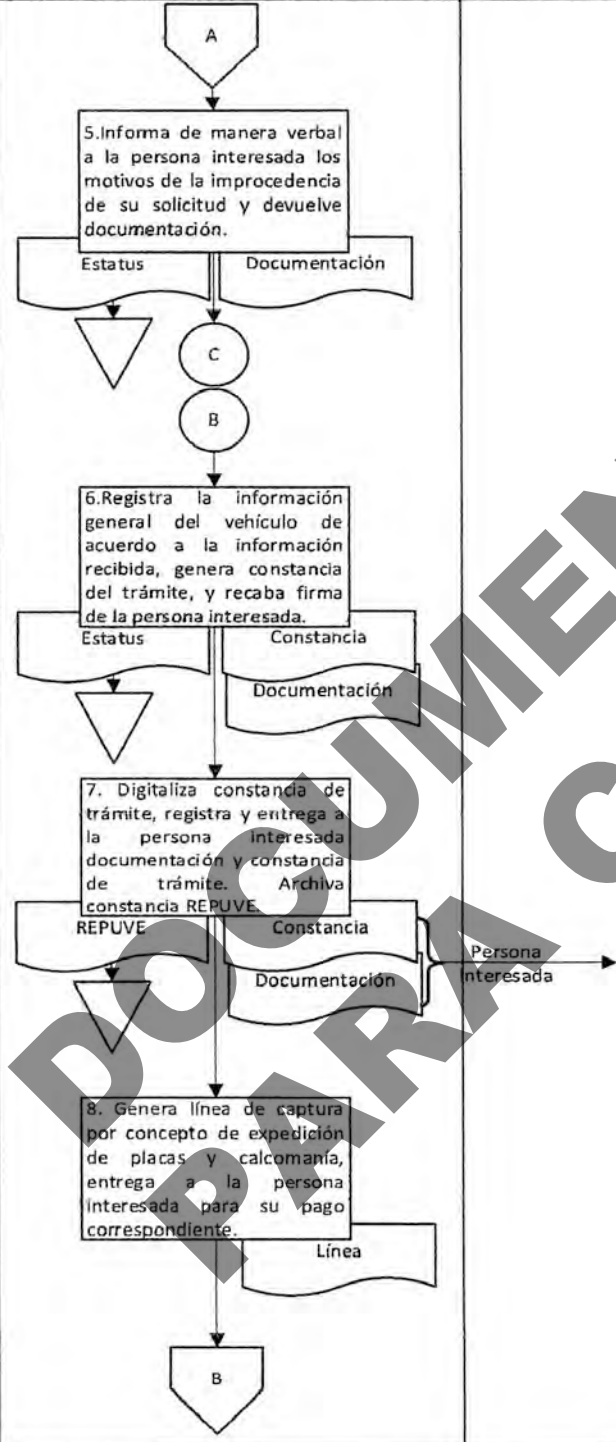 A
5.Informa de manera verbal
a la persona interesada los
motivos de la improcedencia
de su solicitud y devuelve
documentación.
Estatus
Documentación
C
B
6.Registra la información
general del vehículo de
acuerdo a la información
recibida, genera constancia
del trámite, y recaba firma
de la persona interesada.
Estatus
Constancia
Documentación
7. Digitaliza constancia de
trámite, registra y entrega a
la persona interesada
documentación y constancia
de trámite. Archiva
constancia REPUVE.
REPUVE
Constancia
Documentación
Persona
Interesada
8. Genera línea de captura
por concepto de expedición
de placas y calcomanía,
entrega a la persona
interesada para su pago
correspondiente.
Línea
B
DOCUMEN
PARA C